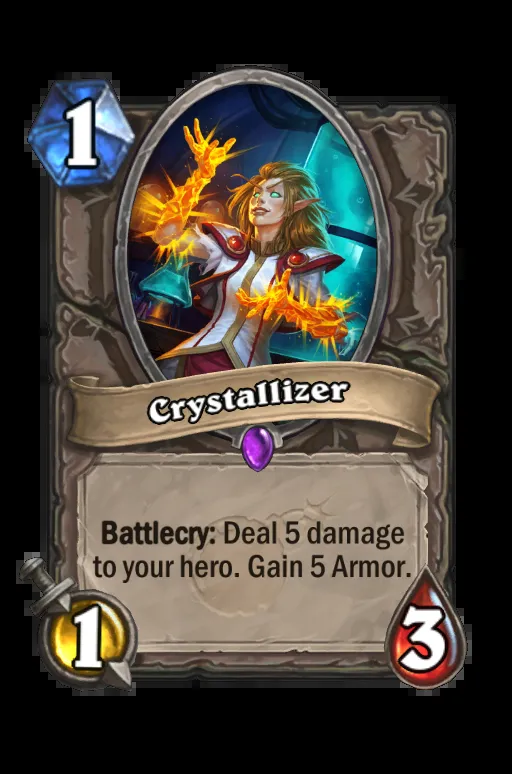 1
Crystallizer
Battlecry: Deal 5 damage
to your hero. Gain 5 Armor.
1
3